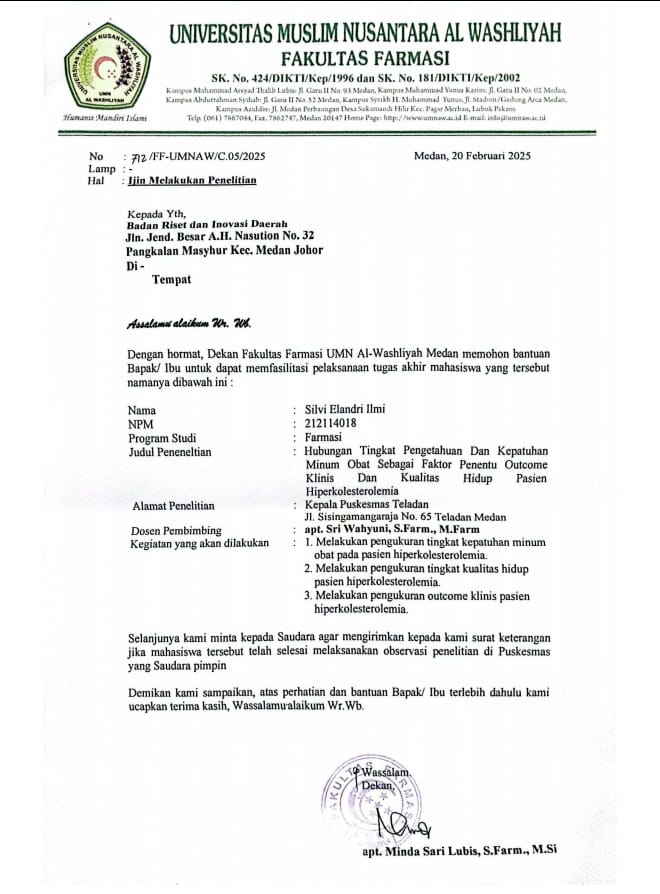 UNIVERSITAS MUSLIM NUSANTARA AL WASHLIYAH
FAKULTAS FARMASI
SK. No. 424/DIKTI/Kep/1996 dan SK. No. 181/DIKTI/Kep/2002
Kampus Muhammad Arsyad Thalib Lubis: Jl. Garu II No. 93 Medan, Kampus Muhammad Yunus Karim: Jl. Garu II No. 02 Medan,
Kampus Abdurrahman Syihab: Jl. Garu II No. 52 Medan, Kampus Syeikh H. Muhammad Yunus, Jl. Stadion/Gedung Arca Medan,
Kampus Aziddin: Jl. Medan Perbaungan Desa Sukamandi Hilir Kec. Pagar Merbau, Lubuk Pakam
Telp. (061) 7867044, Fax. 7862747, Medan 20147 Home Page: http://www.umnaw.ac.id E-mail: info@umnaw.ac.id
UNIVERSITAS MUSLIM NUSANTARA AL WASHLIYAH
UMN
AL WASHLIYAH
Humanis Mandiri Islami
No : 712/FF-UMNAW/C.05/2025
Medan, 20 Februari 2025
Lamp : -
Hal : Ijin Melakukan Penelitian
Kepada Yth,
Badan Riset dan Inovasi Daerah
Jln. Jend. Besar A.H. Nasution No. 32
Pangkalan Masyhur Kec. Medan Johor
Di -
Tempat
Assalamu alaikum Wr. Wb.
Dengan hormat, Dekan Fakultas Farmasi UMN Al-Washliyah Medan memohon bantuan
Bapak/ Ibu untuk dapat memfasilitasi pelaksanaan tugas akhir mahasiswa yang tersebut
namanya dibawah ini :
Nama : Silvi Elandri Ilmi
NPM : 212114018
Program Studi : Farmasi
Judul Peneneltian : Hubungan Tingkat Pengetahuan Dan Kepatuhan
Minum Obat Sebagai Faktor Penentu Outcome
Klinis Dan Kualitas Hidup Pasien
Hiperkolesterolemia
Alamat Penelitian : Kepala Puskesmas Teladan
Jl. Sisingamangaraja No. 65 Teladan Medan
Dosen Pembimbing : apt. Sri Wahyuni, S.Farm., M.Farm
Kegiatan yang akan dilakukan : 1. Melakukan pengukuran tingkat kepatuhan minum
obat pada pasien hiperkolesterolemia.
2. Melakukan pengukuran tingkat kualitas hidup
pasien hiperkolesterolemia.
3. Melakukan pengukuran outcome klinis pasien
hiperkolesterolemia.
Selanjunya kami minta kepada Saudara agar mengirimkan kepada kami surat keterangan
jika mahasiswa tersebut telah selesai melaksanakan observasi penelitian di Puskesmas
yang Saudara pimpin
Demikian kami sampaikan, atas perhatian dan bantuan Bapak/ Ibu terlebih dahulu kami
ucapkan terima kasih, Wassalamu'alaikum Wr.Wb.
Wassalam.
Dekan,
FAKULTAS FARMASI
apt. Minda Sari Lubis, S.Farm., M.Si